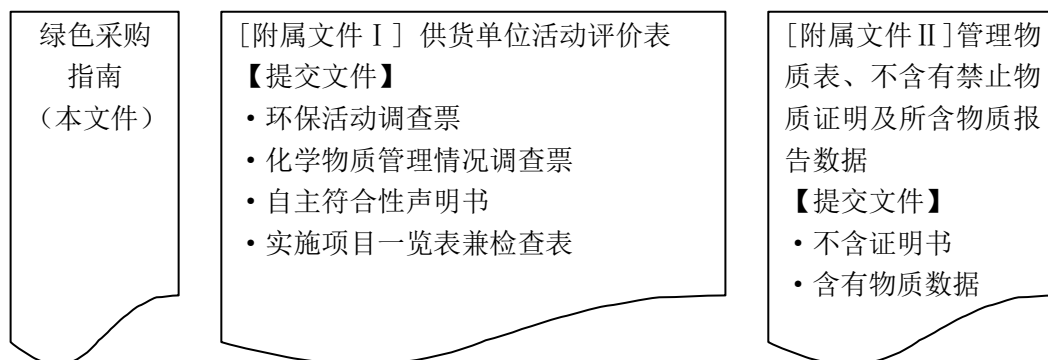 绿色采购
指南
（本文件）
[附属文件Ⅰ] 供货单位活动评价表
【提交文件】
・环保活动调查票
・化学物质管理情况调查票
・自主符合性声明书
・实施项目一览表兼检查表
[附属文件Ⅱ]管理物
质表、不含有禁止物
质证明及所含物质报
告数据
【提交文件】
・不含证明书
・含有物质数据